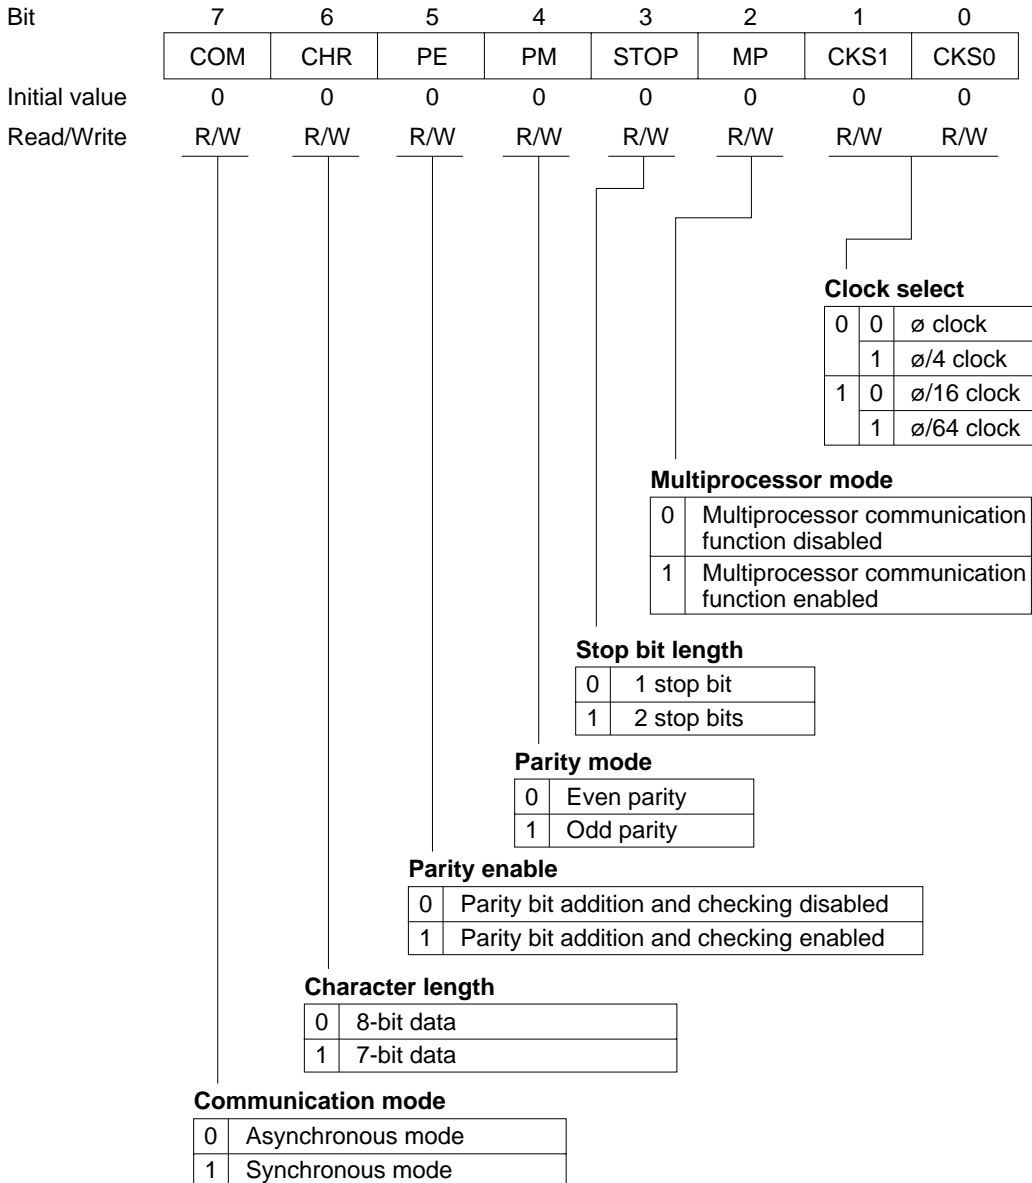 Bit 7 6 5 4 3 2 1 0
COM CHR PE PM STOP MP CKS1 CKS0
Initial value 0 0 0 0 0 0 0 0
Read/Write R/W R/W R/W R/W R/W R/W R/W R/W
Clock select
0 0 ø clock
1 ø/4 clock
1 0 ø/16 clock
1 ø/64 clock
Multiprocessor mode
0 Multiprocessor communication
function disabled
1 Multiprocessor communication
function enabled
Stop bit length
0 1 stop bit
1 2 stop bits
Parity mode
0 Even parity
1 Odd parity
Parity enable
0 Parity bit addition and checking disabled
1 Parity bit addition and checking enabled
Character length
0 8-bit data
1 7-bit data
Communication mode
0 Asynchronous mode
1 Synchronous mode